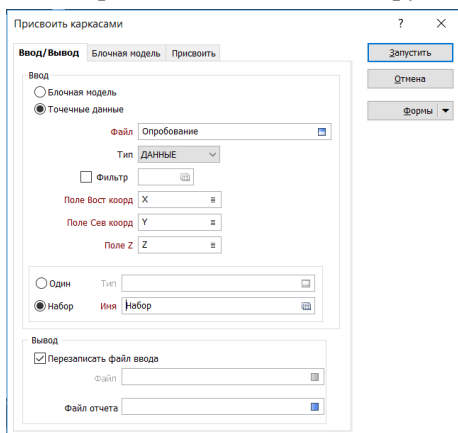 Присвоить каркасами ? ×
Ввод/Вывод Блочная модель Присвоить
Запустить
Отмена
Формы
Ввод
Блочная модель
Точечные данные
Файл Опробование
Тип ДАННЫЕ
Фильтр
Поле Вост коорд X
Поле Сев коорд Y
Поле Z Z
Один Тип
Набор Имя Набор
Вывод
Перезаписать файл ввода
Файл
Файл отчета